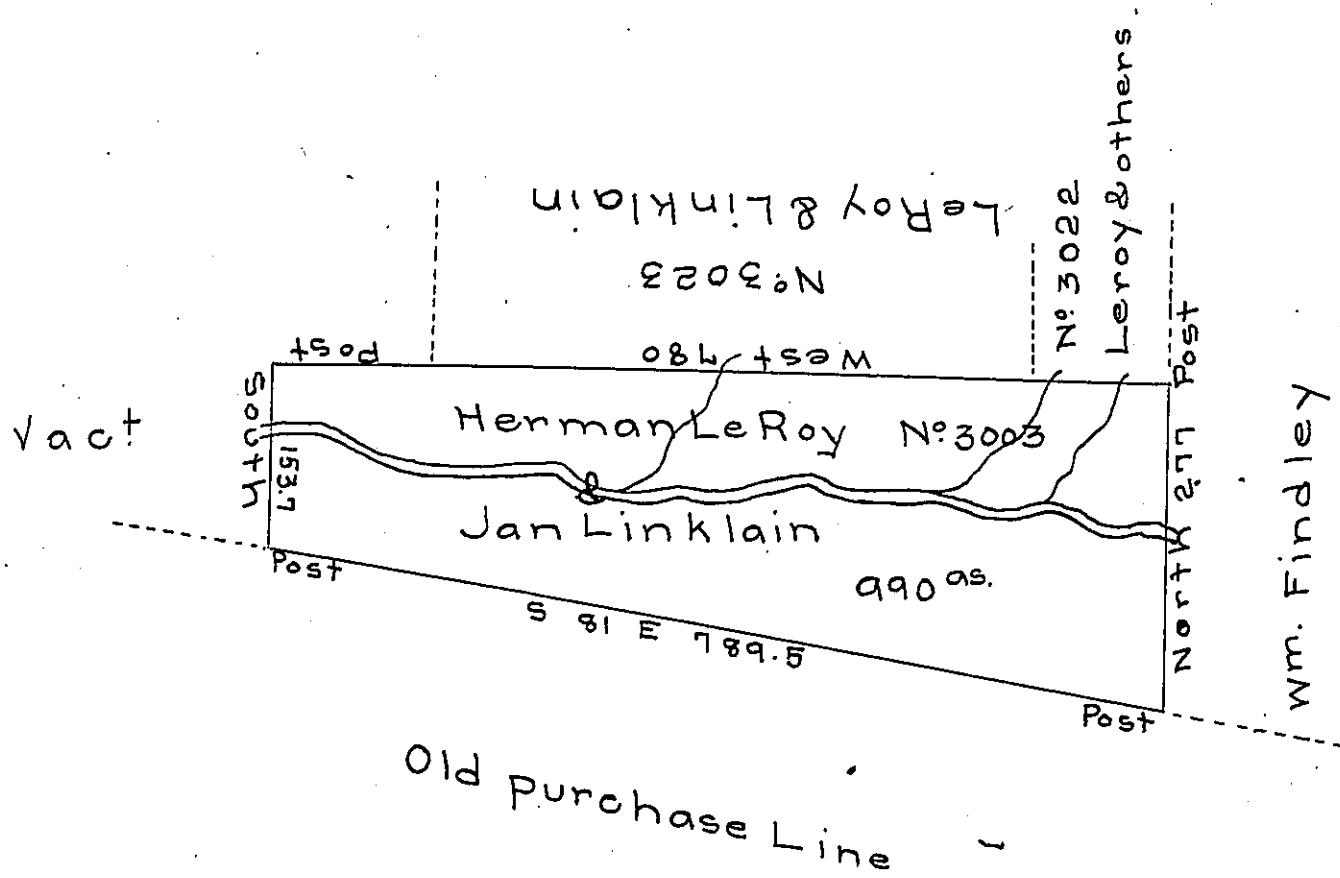 Leroy & others
Nº 3022
LeRoy & Linklain
Nº 3023
Post
West 780
Post
South
153.7
Vact
Herman LeRoy Nº 3003
&
Jan Linklain
990 as.
North 277
Wm. Findley
Post
S 81 E 789.5
Post
Old Purchase Line